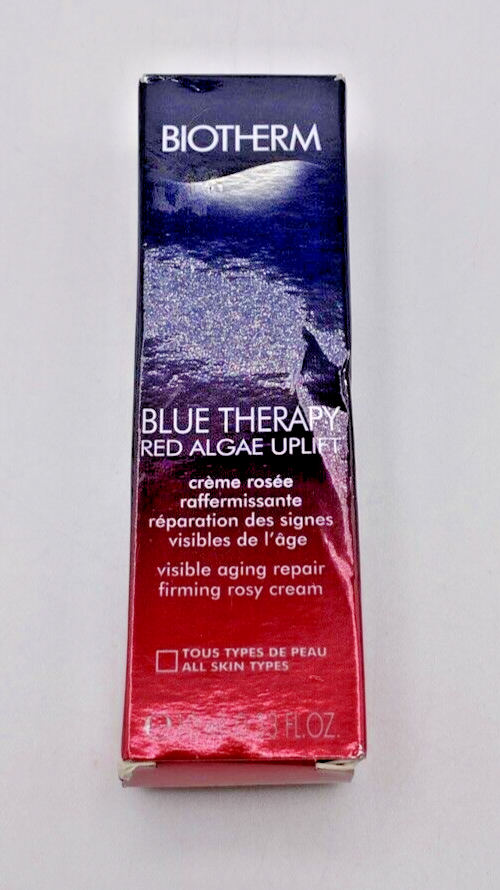 BIOTHERM
BLUE THERAPY
RED ALGAE UPLIFT
crème rosée
raffermissante
réparation des signes
visibles de l'âge
visible aging repair
firming rosy cream
TOUS TYPES DE PEAU
ALL SKIN TYPES
FL.OZ.